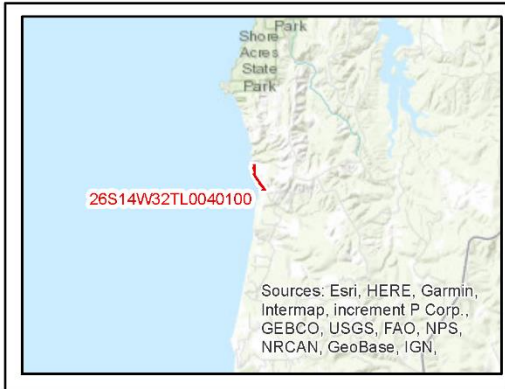 Park
Shore
Acres
State
Park
26S14W32TL0040100
Sources: Esri, HERE, Garmin,
Intermap, increment P Corp.,
GEBCO, USGS, FAO, NPS,
NRCAN, GeoBase, IGN,